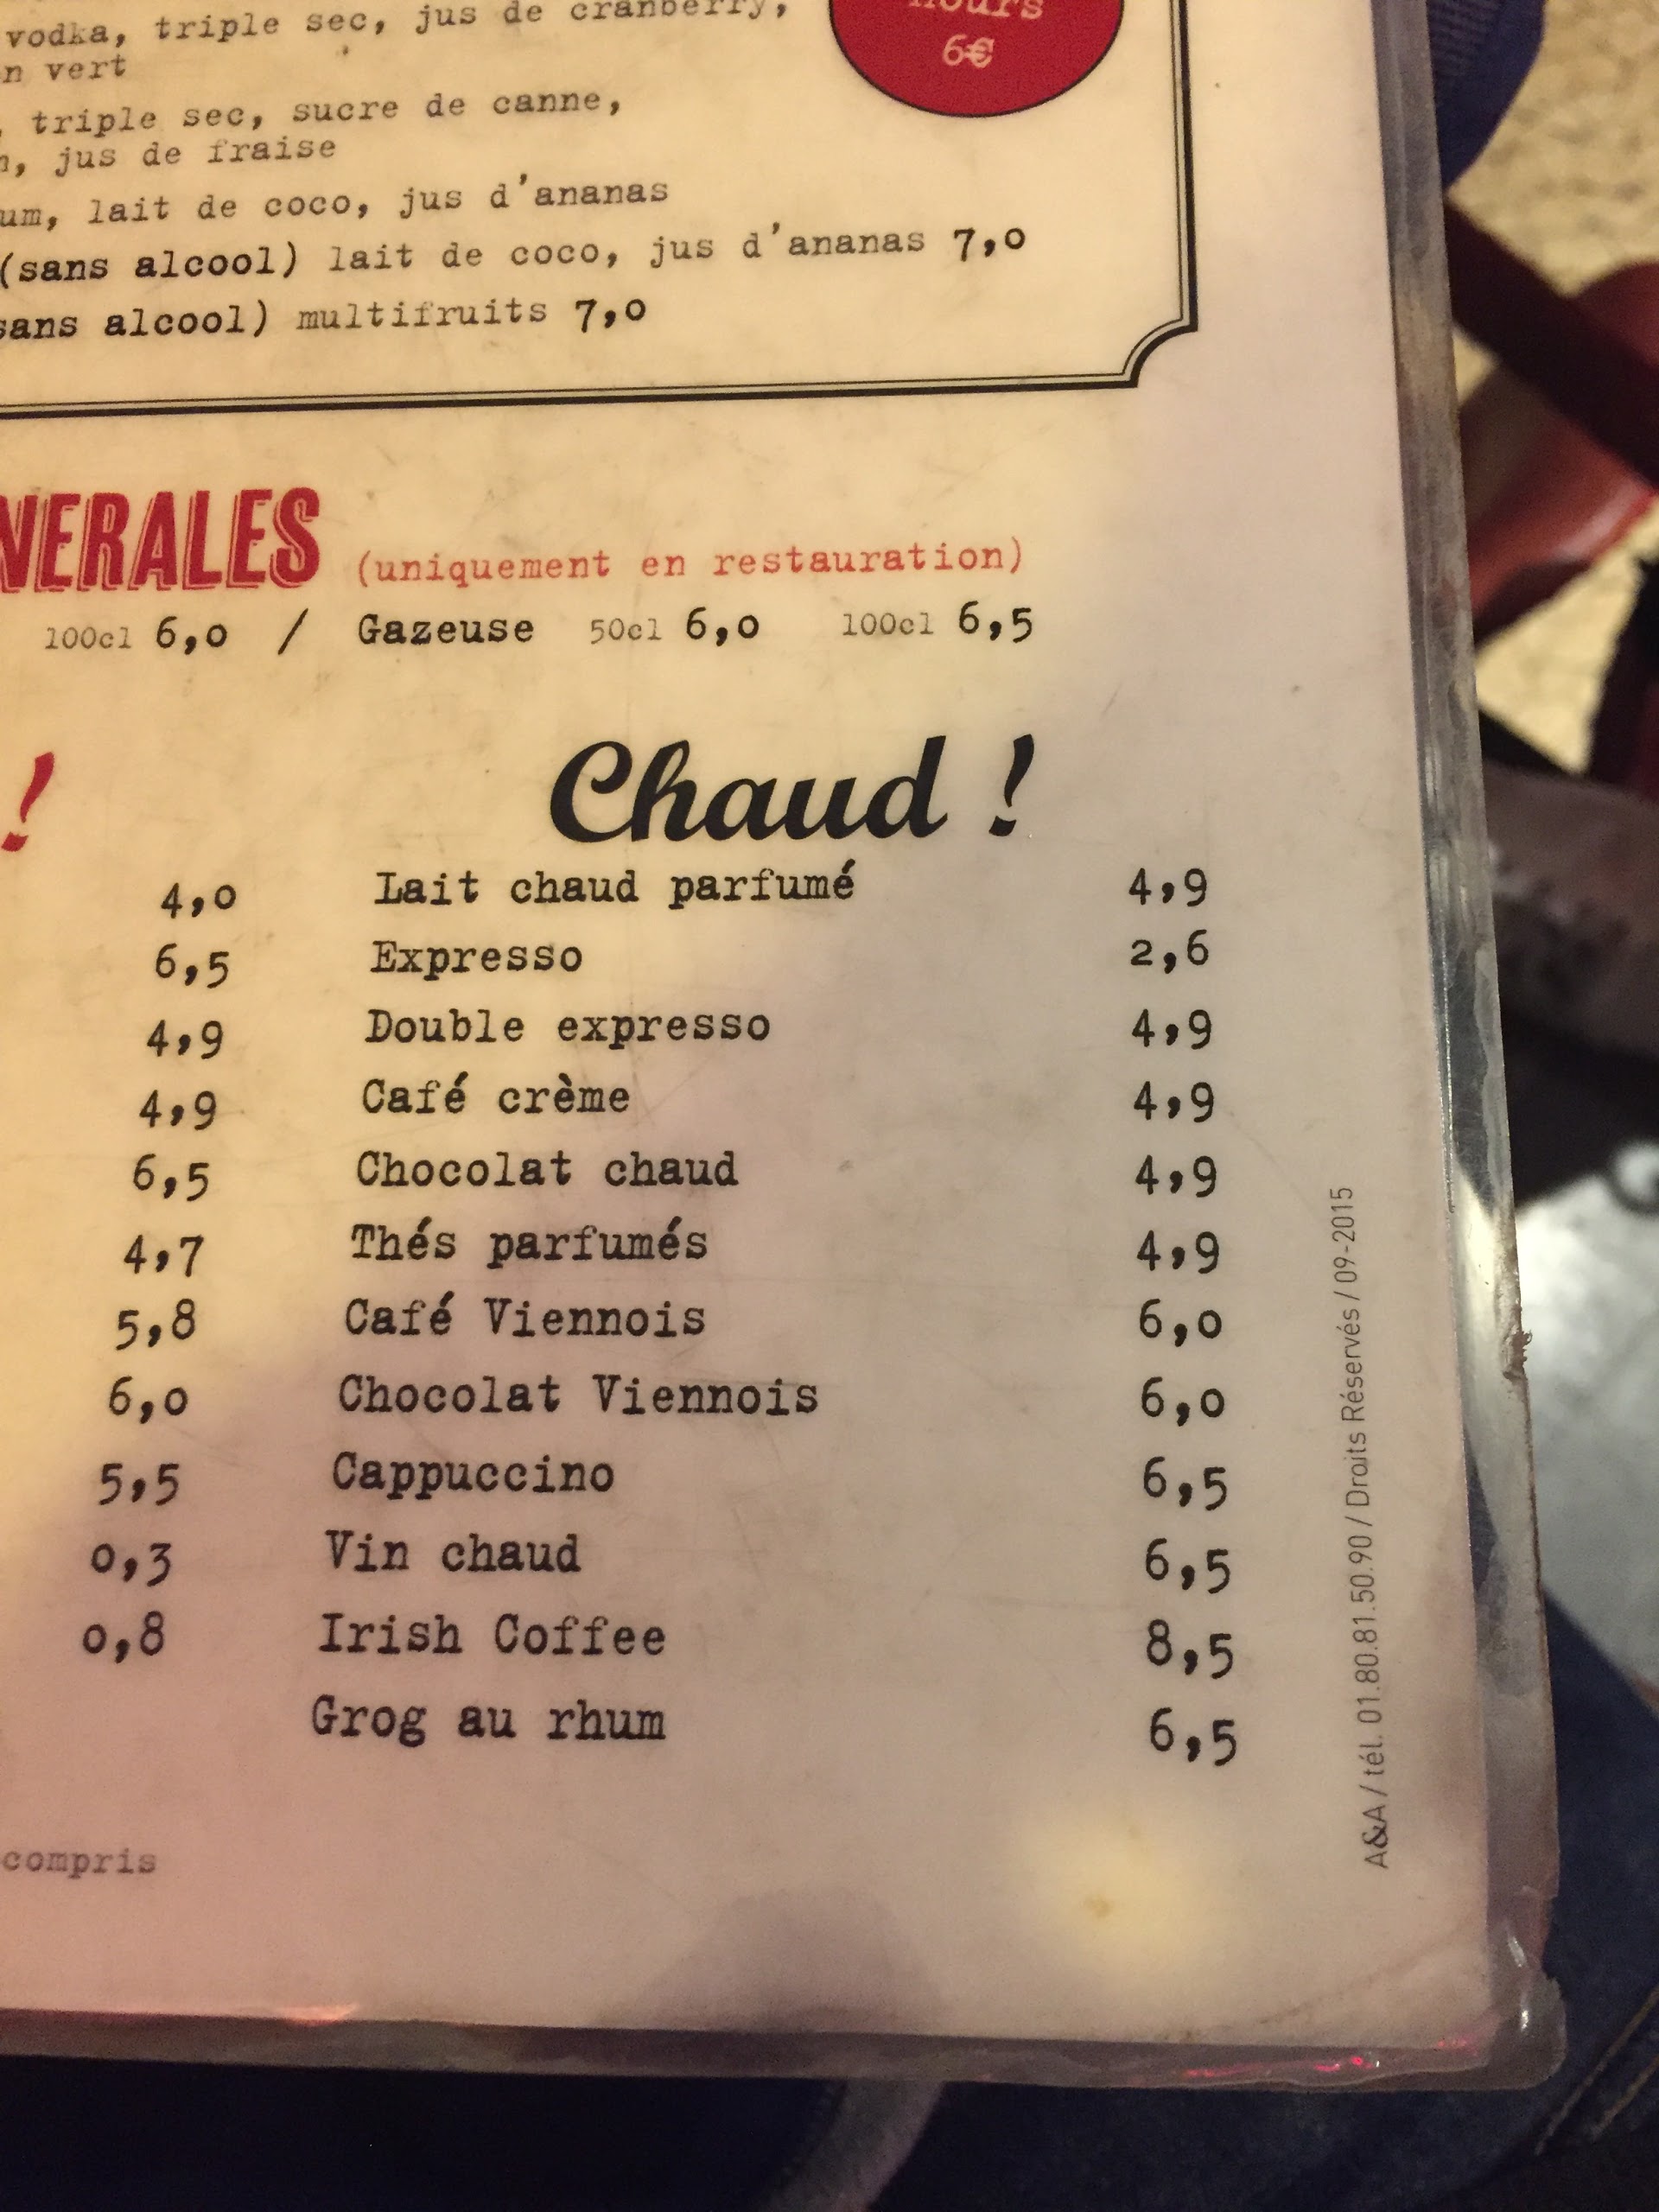 vodka, triple sec, jus de cranberry,
n vert
hours
6€
, triple sec, sucre de canne,
, jus de fraise
um, lait de coco, jus d'ananas
(sans alcool) lait de coco, jus d'ananas 7,0
sans alcool) multifruits 7,0
NERALES (uniquement en restauration)
100cl 6,0 / Gazeuse 50cl 6,0 100cl 6,5
!
4,0
6,5
4,9
4,9
6,5
4,7
5,8
6,0
5,5
0,3
0,8
compris
Chaud !
Lait chaud parfumé 4,9
Expresso 2,6
Double expresso 4,9
Café crème 4,9
Chocolat chaud 4,9
Thés parfumés 4,9
Café Viennois 6,0
Chocolat Viennois 6,0
Cappuccino 6,5
Vin chaud 6,5
Irish Coffee 8,5
Grog au rhum 6,5
A&A / tél. 01.80.81.50.90 / Droits Réservés / 09-2015